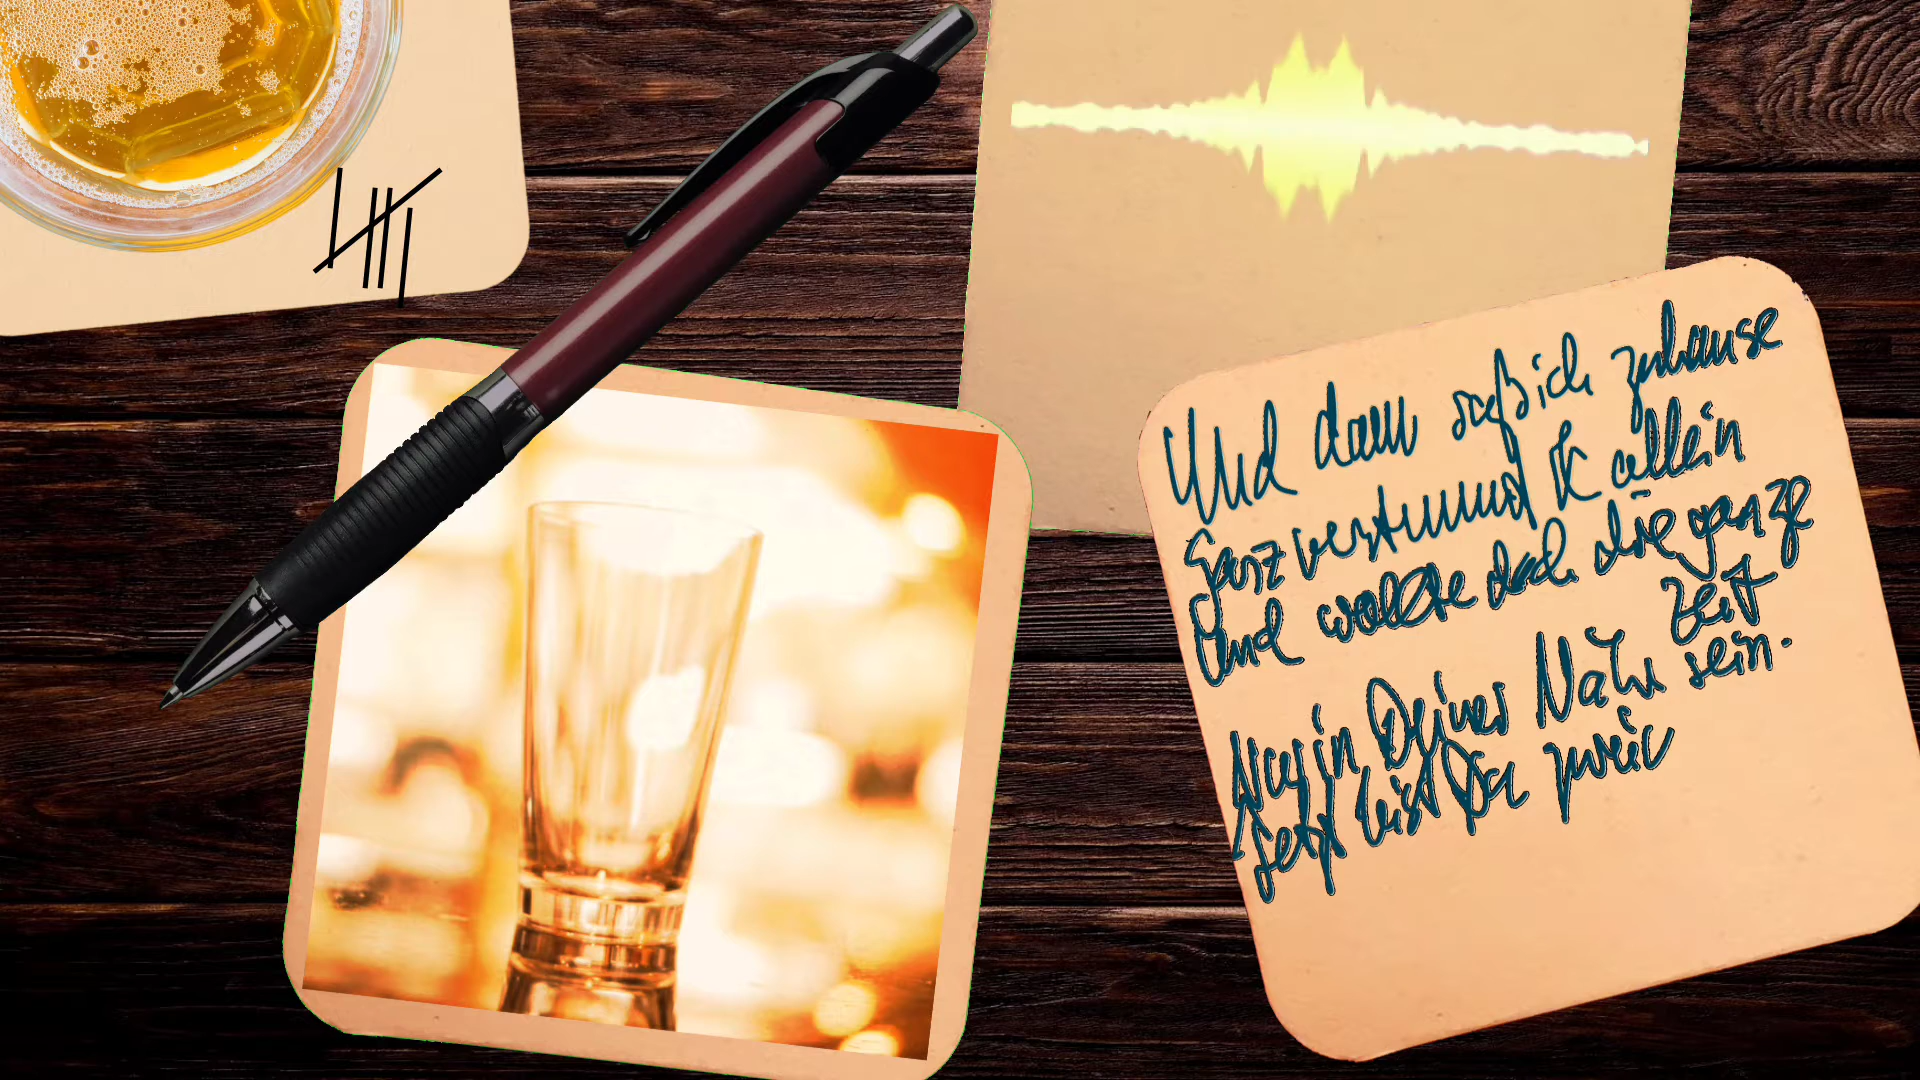 Und dann saß ich zuhause
Ganz verstummt & allein
Und wollte doch die ganze
Zeit
Nur in Deiner Nähe sein.
Jetzt bist Du